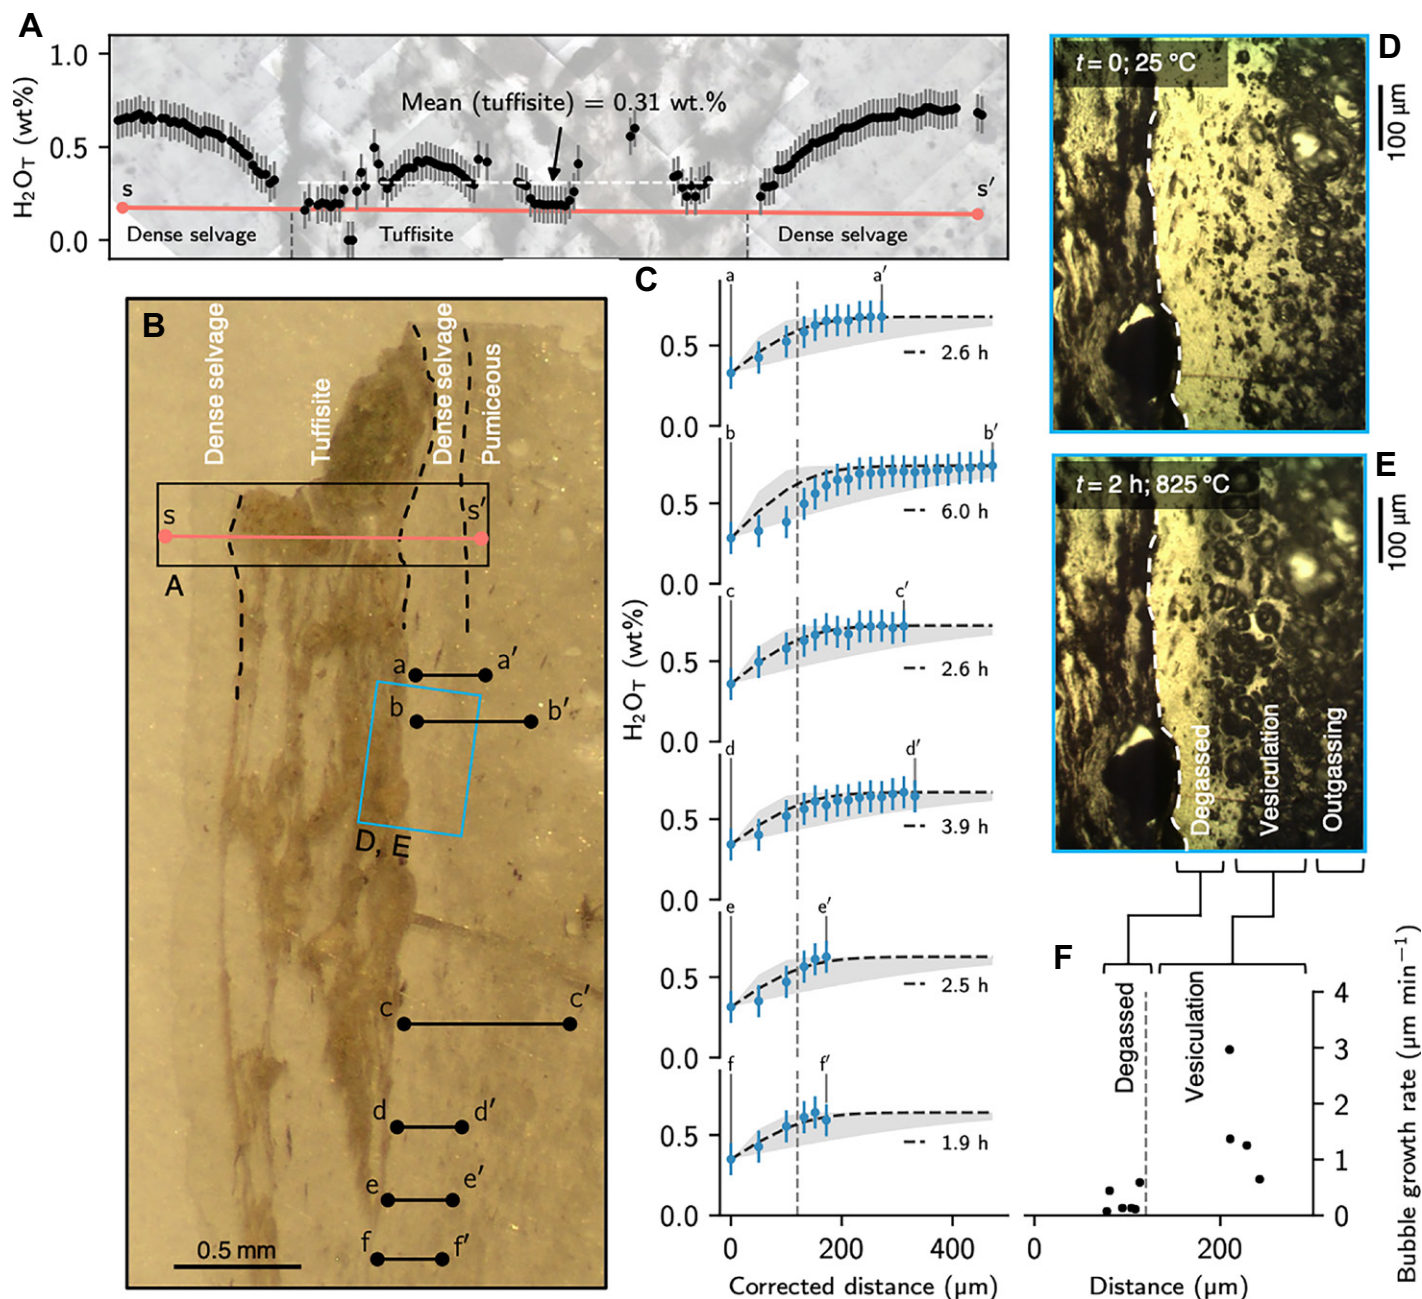 A
H₂Oᴛ (wt%)
1.0
0.5
0.0
Mean (tuffisite) = 0.31 wt.%
s
s′
Dense selvage
Tuffisite
Dense selvage
B
Dense selvage
Tuffisite
Dense selvage
Pumiceous
s
s′
A
a
a′
b
b′
D, E
c
c′
d
d′
e
e′
f
f′
0.5 mm
C
H₂Oᴛ (wt%)
a
a′
0.5
2.6 h
0.0
b
b′
0.5
6.0 h
0.0
c
c′
0.5
2.6 h
0.0
d
d′
0.5
3.9 h
0.0
e
e′
0.5
2.5 h
0.0
f
f′
0.5
1.9 h
0.0
0
200
400
Corrected distance (μm)
D
t = 0; 25 °C
100 μm
E
t = 2 h; 825 °C
100 μm
Degassed
Vesiculation
Outgassing
F
Degassed
Vesiculation
4
3
2
1
0
Bubble growth rate (μm min⁻¹)
0
200
Distance (μm)